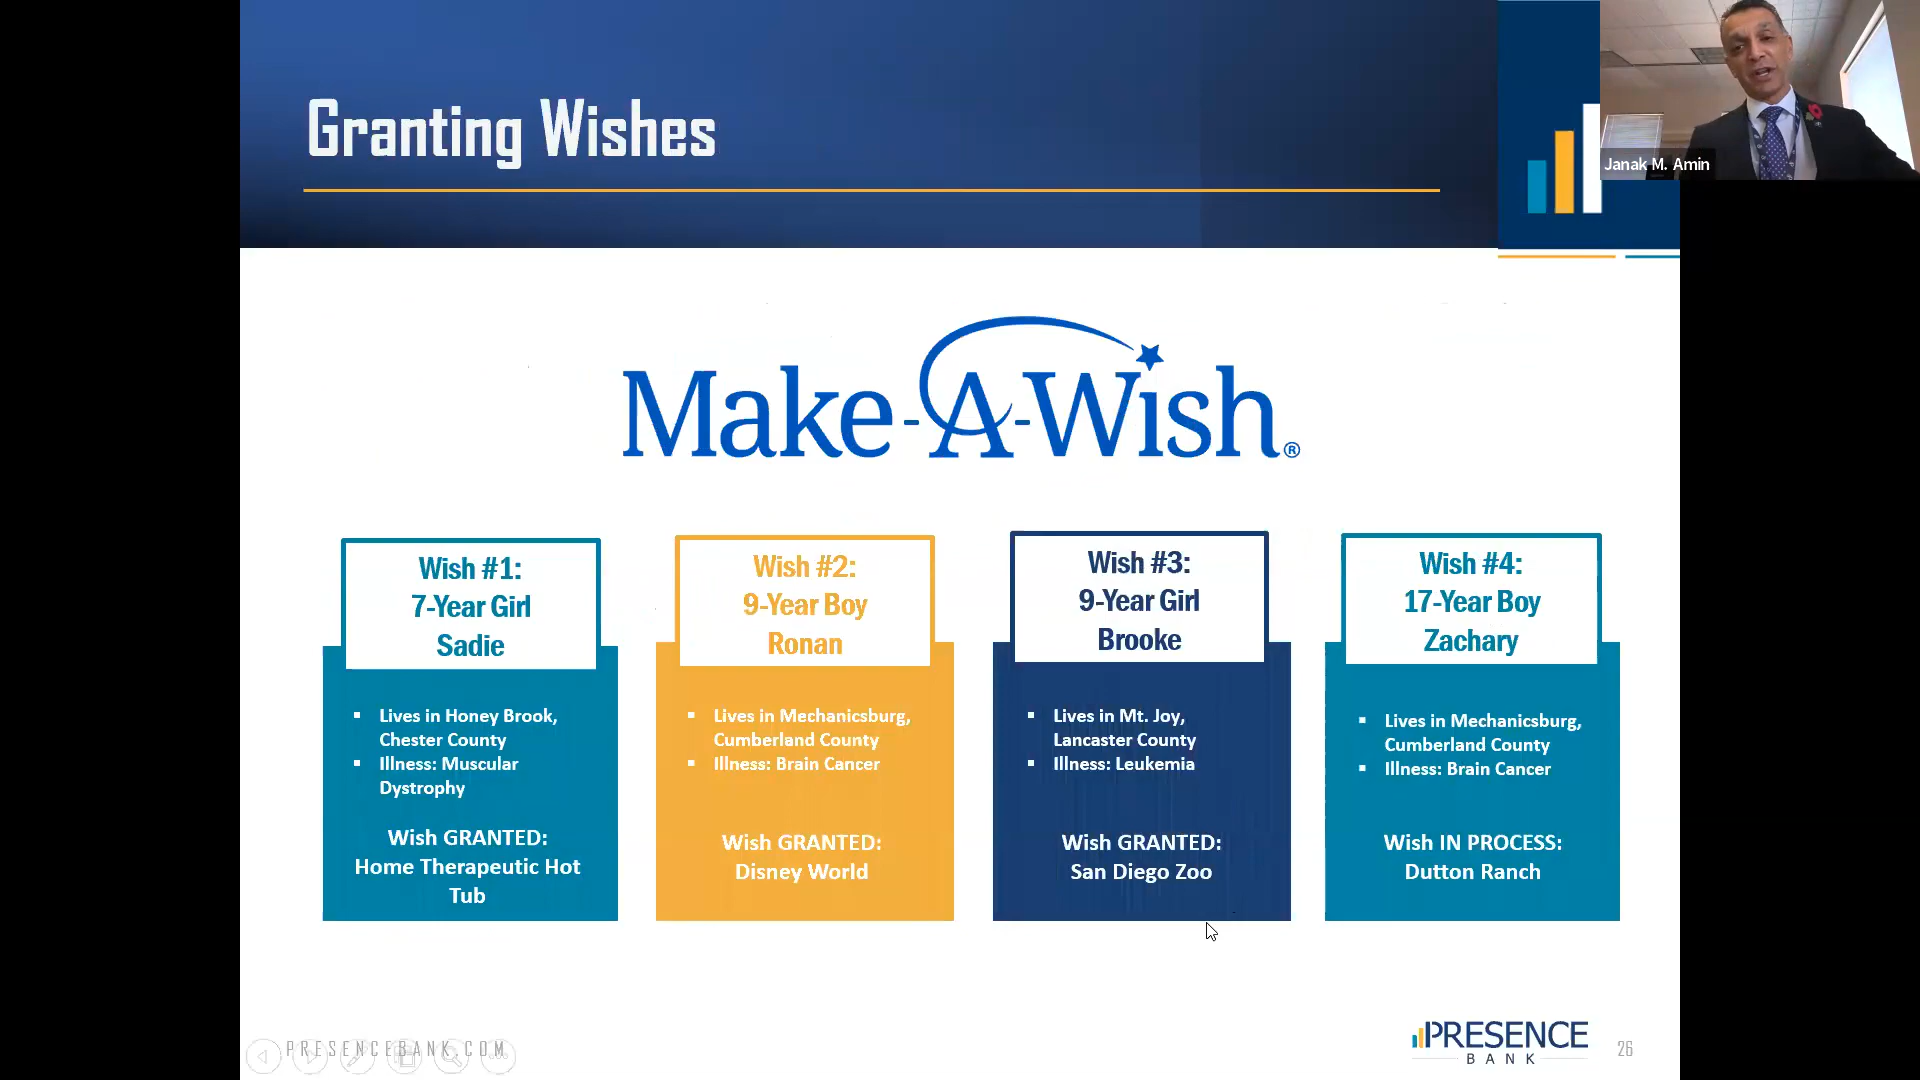 Granting Wishes
Janak M. Amin
Make-A-Wish®
Wish #1:
7-Year Girl
Sadie
▪ Lives in Honey Brook,
Chester County
▪ Illness: Muscular
Dystrophy
Wish GRANTED:
Home Therapeutic Hot
Tub
Wish #2:
9-Year Boy
Ronan
▪ Lives in Mechanicsburg,
Cumberland County
▪ Illness: Brain Cancer
Wish GRANTED:
Disney World
Wish #3:
9-Year Girl
Brooke
▪ Lives in Mt. Joy,
Lancaster County
▪ Illness: Leukemia
Wish GRANTED:
San Diego Zoo
Wish #4:
17-Year Boy
Zachary
▪ Lives in Mechanicsburg,
Cumberland County
▪ Illness: Brain Cancer
Wish IN PROCESS:
Dutton Ranch
PRESENCEBANK.COM
PRESENCE
BANK
26